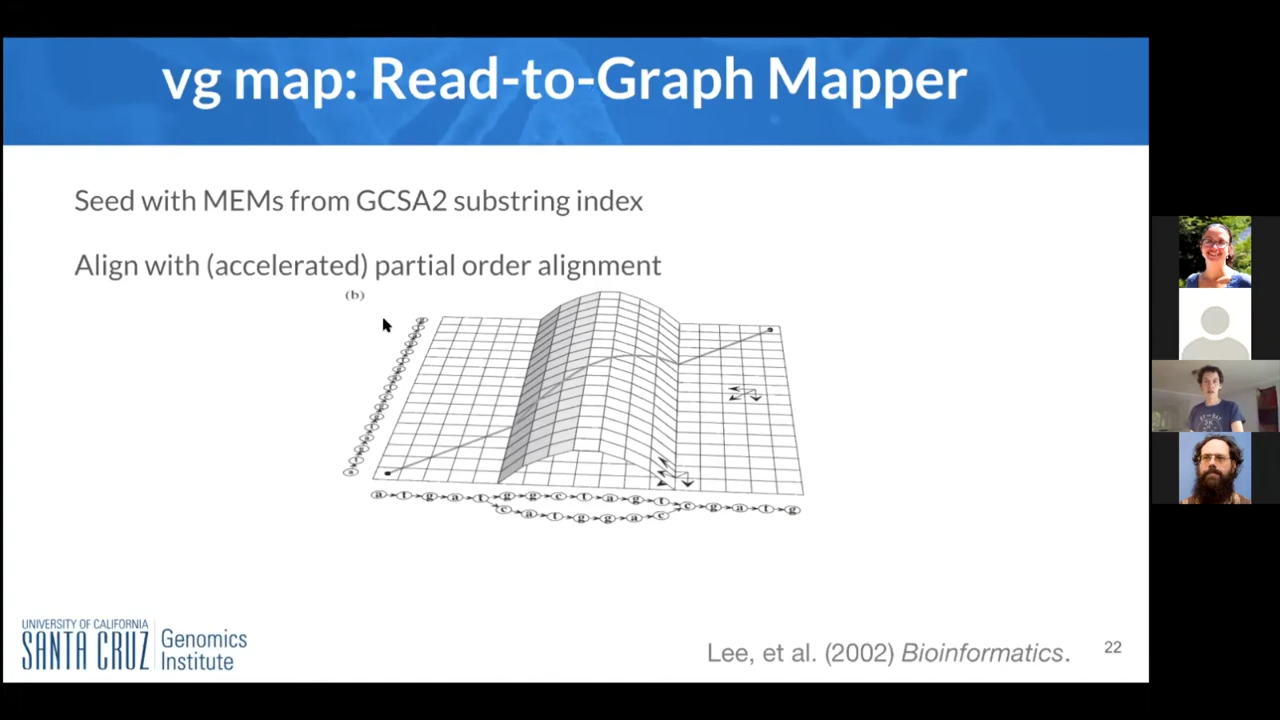 vg map: Read-to-Graph Mapper
Seed with MEMs from GCSA2 substring index
Align with (accelerated) partial order alignment
(b)
a t g a t g g c t a g t c g a t g
c a t g g a c
UNIVERSITY OF CALIFORNIA
SANTA CRUZ
Genomics
Institute
Lee, et al. (2002) Bioinformatics.
22